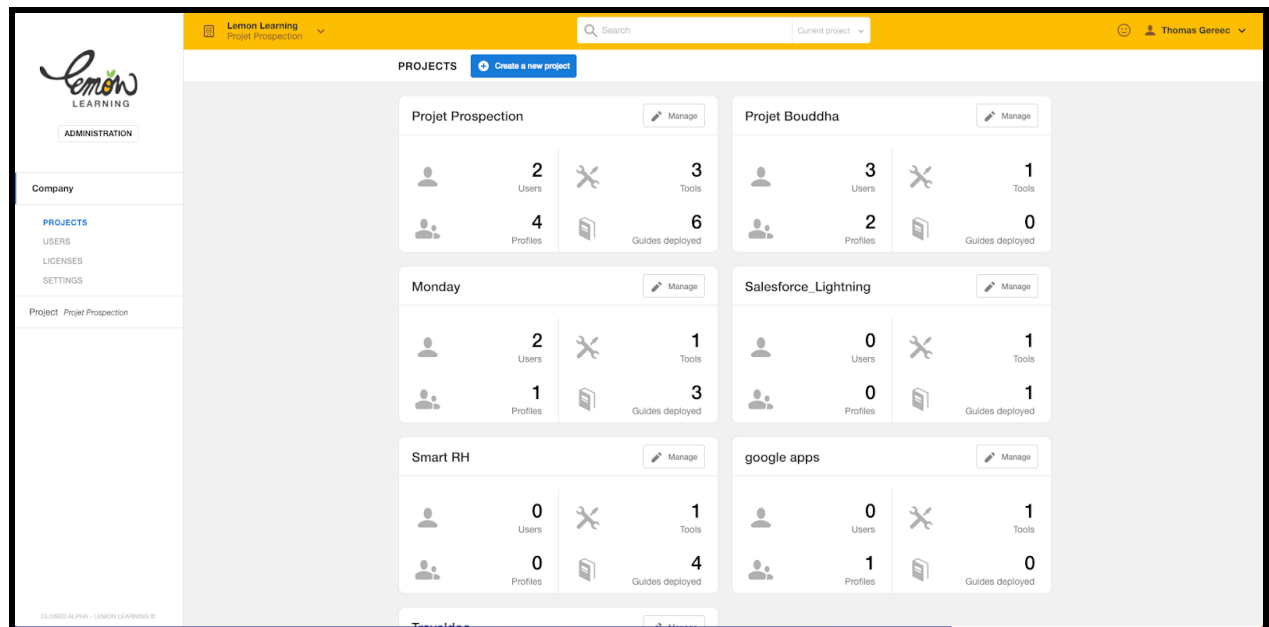 Lemon Learning
Projet Prospection
Search
Current project
Thomas Gereec
lemon
LEARNING
ADMINISTRATION
Company
PROJECTS
USERS
LICENSES
SETTINGS
Project Projet Prospection
CLOSED ALPHA - LEMON LEARNING ©
PROJECTS
Create a new project
Projet Prospection
Manage
2
Users
3
Tools
4
Profiles
6
Guides deployed
Projet Bouddha
Manage
3
Users
1
Tools
2
Profiles
0
Guides deployed
Monday
Manage
2
Users
1
Tools
1
Profiles
3
Guides deployed
Salesforce_Lightning
Manage
0
Users
1
Tools
0
Profiles
1
Guides deployed
Smart RH
Manage
0
Users
1
Tools
0
Profiles
4
Guides deployed
google apps
Manage
0
Users
1
Tools
1
Profiles
0
Guides deployed